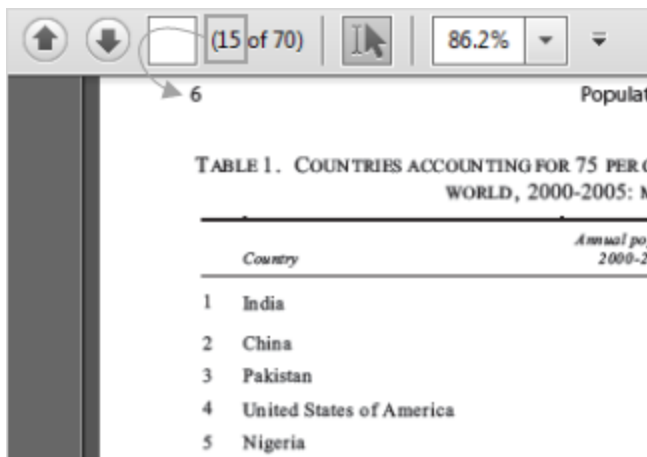 (15 of 70) 86.2%
6 Populat
TABLE 1. COUNTRIES ACCOUNTING FOR 75 PER
WORLD, 2000-2005:
Annual po
Country 2000-2
1 India
2 China
3 Pakistan
4 United States of America
5 Nigeria